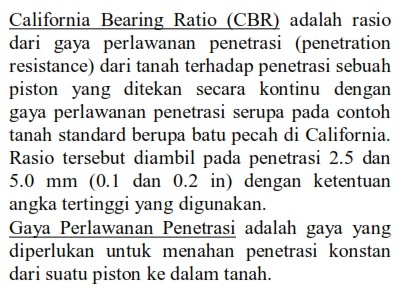 California Bearing Ratio (CBR) adalah rasio
dari gaya perlawanan penetrasi (penetration
resistance) dari tanah terhadap penetrasi sebuah
piston yang ditekan secara kontinu dengan
gaya perlawanan penetrasi serupa pada contoh
tanah standard berupa batu pecah di California.
Rasio tersebut diambil pada penetrasi 2.5 dan
5.0 mm (0.1 dan 0.2 in) dengan ketentuan
angka tertinggi yang digunakan.
Gaya Perlawanan Penetrasi adalah gaya yang
diperlukan untuk menahan penetrasi konstan
dari suatu piston ke dalam tanah.